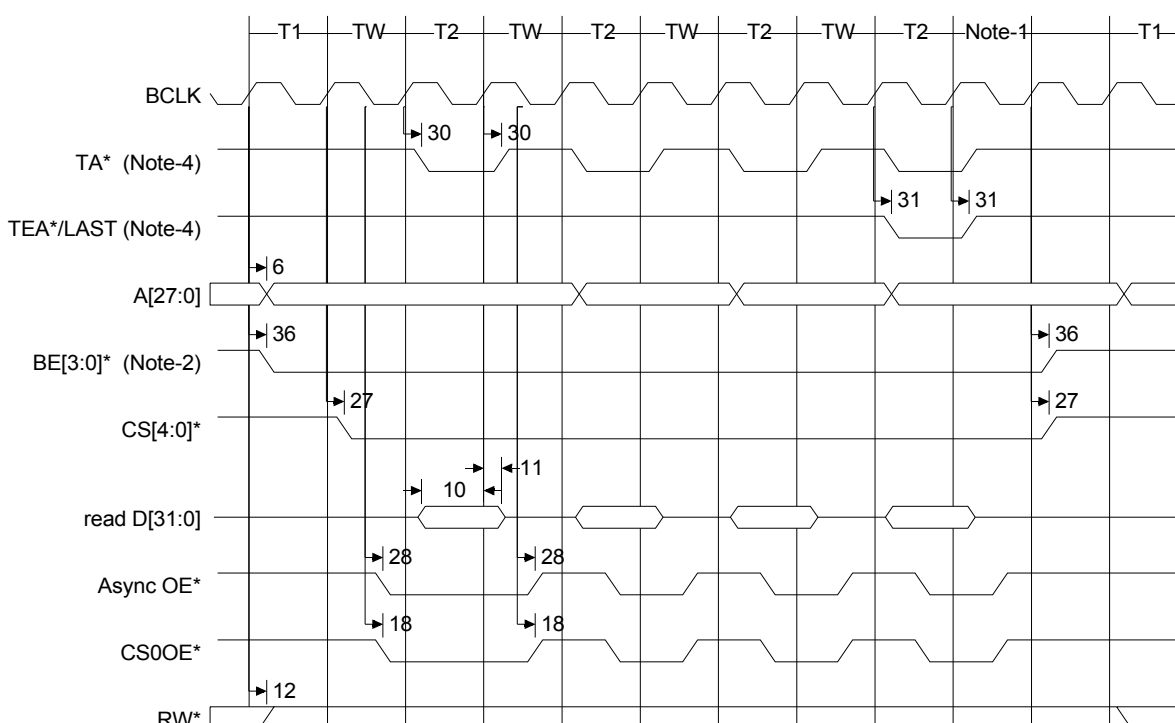 T1 TW T2 TW T2 TW T2 TW T2 Note-1 T1
BCLK
30 30
TA* (Note-4)
31 31
TEA*/LAST (Note-4)
6
A[27:0]
36 36
BE[3:0]* (Note-2)
27 27
CS[4:0]*
11
10
read D[31:0]
28 28
Async OE*
18 18
CS0OE*
12
RW*